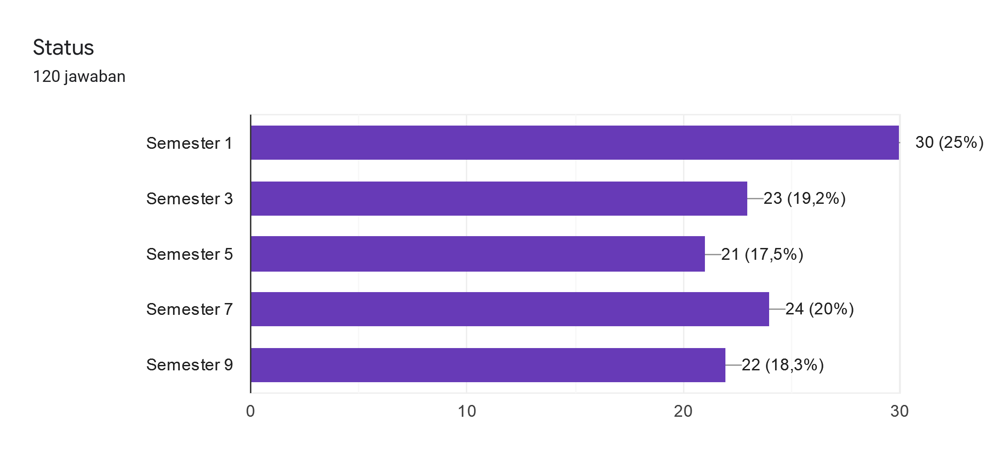 Status
120 jawaban
Semester 1 30 (25%)
Semester 3 23 (19,2%)
Semester 5 21 (17,5%)
Semester 7 24 (20%)
Semester 9 22 (18,3%)
0 10 20 30